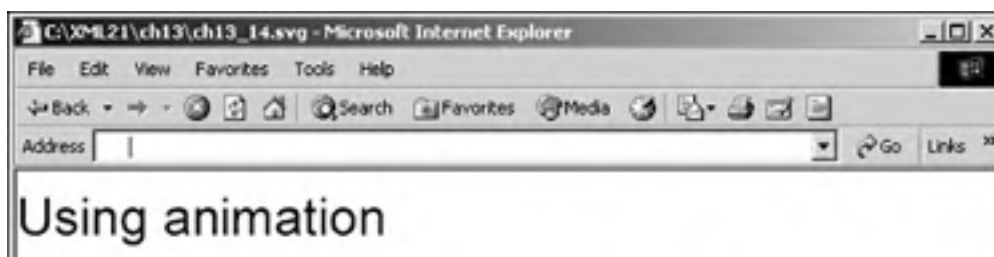 C:\XML21\ch13\ch13_14.svg - Microsoft Internet Explorer
File Edit View Favorites Tools Help
Back Search Favorites Media
Address Go Links »
Using animation